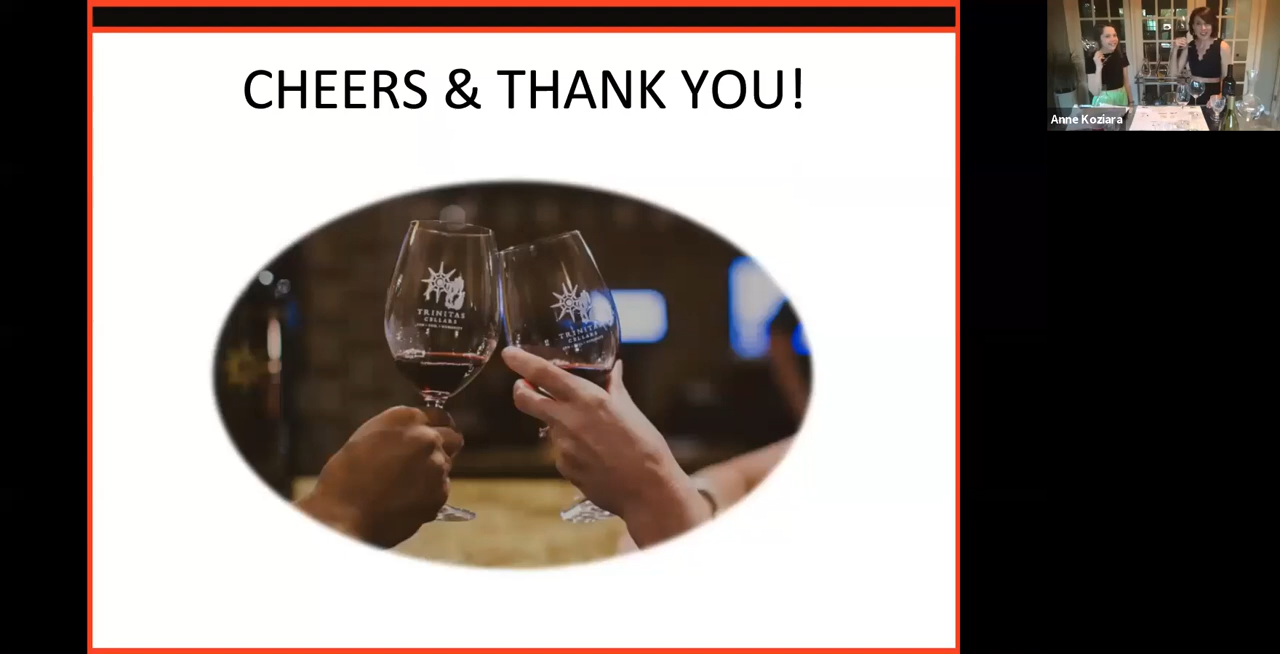 CHEERS & THANK YOU!
Anne Koziara
TRINITAS
CELLARS
TRINITAS
CELLARS